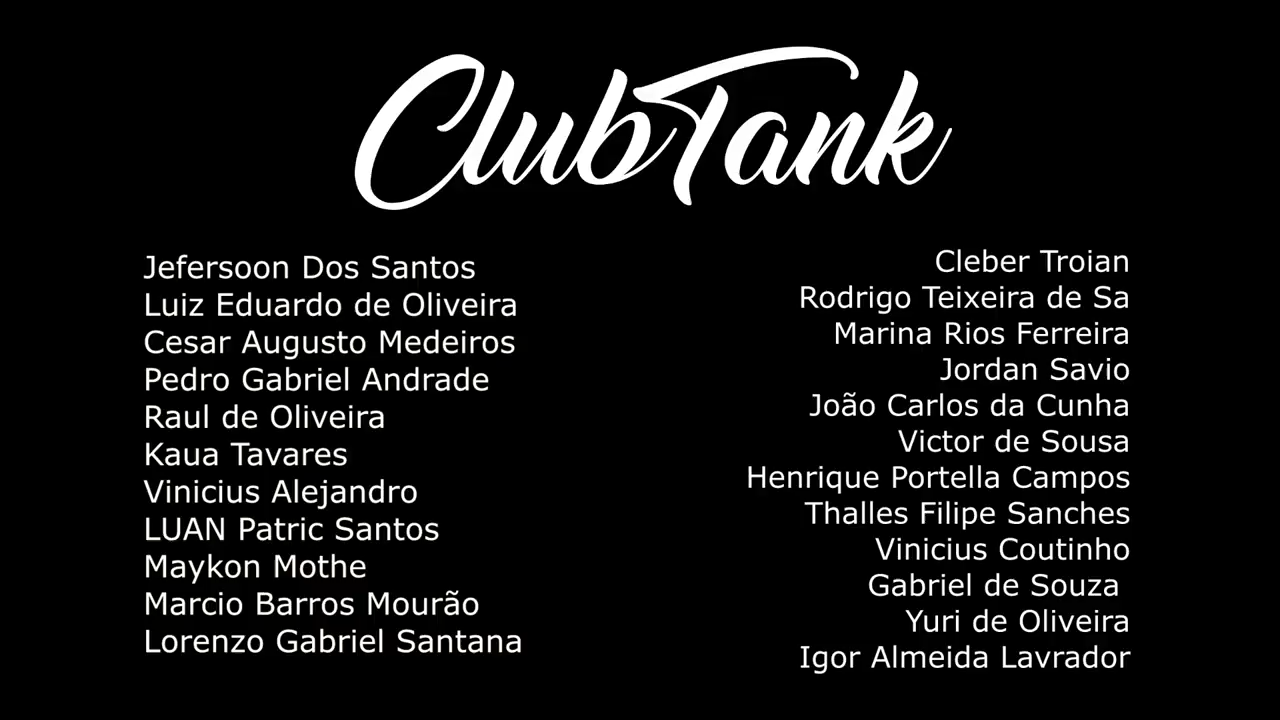 ClubTank
Jefersoon Dos Santos
Luiz Eduardo de Oliveira
Cesar Augusto Medeiros
Pedro Gabriel Andrade
Raul de Oliveira
Kaua Tavares
Vinicius Alejandro
LUAN Patric Santos
Maykon Mothe
Marcio Barros Mourão
Lorenzo Gabriel Santana
Cleber Troian
Rodrigo Teixeira de Sa
Marina Rios Ferreira
Jordan Savio
João Carlos da Cunha
Victor de Sousa
Henrique Portella Campos
Thalles Filipe Sanches
Vinicius Coutinho
Gabriel de Souza
Yuri de Oliveira
Igor Almeida Lavrador